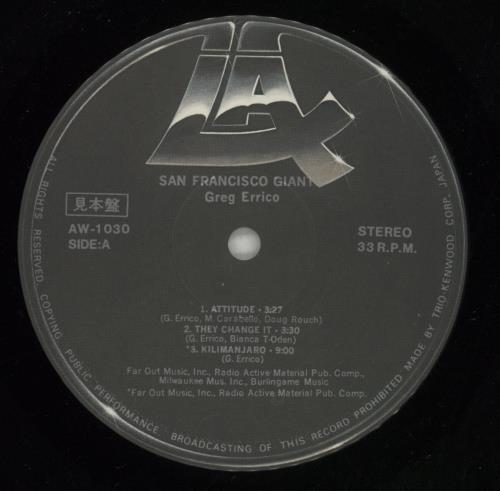 LAX
SAN FRANCISCO GIANT
Greg Errico
見本盤
AW-1030
SIDE:A
STEREO
33 R.P.M.
1. ATTITUDE • 3:27
(G. Errico, M. Carabello, Doug Rouch)
2. THEY CHANGE IT • 3:30
(G. Errico, Bianca T-Oden)
*3. KILIMANJARO • 9:00
(G. Errico)
Far Out Music, Inc., Radio Active Material Pub. Comp.,
Milwaukee Mus. Inc., Burlingame Music
*Far Out Music, Inc., Radio Active Material Pub. Comp.
ALL RIGHTS RESERVED. COPYING, PUBLIC PERFORMANCE, BROADCASTING OF THIS RECORD PROHIBITED MADE BY TRIO-KENWOOD CORP. JAPAN